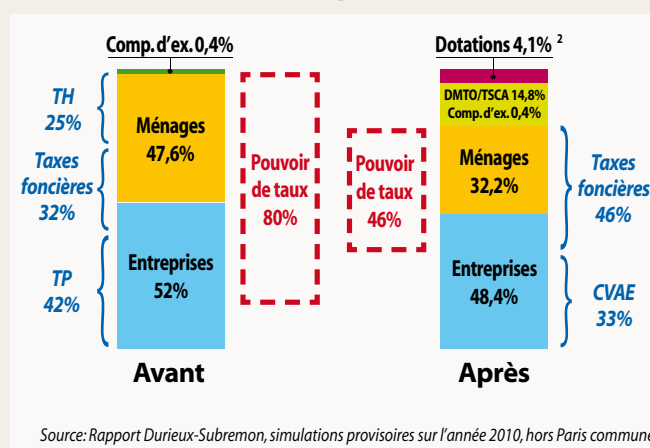 Comp. d'ex. 0,4%
TH
25%
Taxes
foncières
32%
TP
42%
Ménages
47,6%
Entreprises
52%
Pouvoir
de taux
80%
Avant
Dotations 4,1% 2
DMTO/TSCA 14,8%
Comp. d'ex. 0,4%
Pouvoir
de taux
46%
Ménages
32,2%
Entreprises
48,4%
Taxes
foncières
46%
CVAE
33%
Après
Source: Rapport Durieux-Subremon, simulations provisoires sur l'année 2010, hors Paris commune